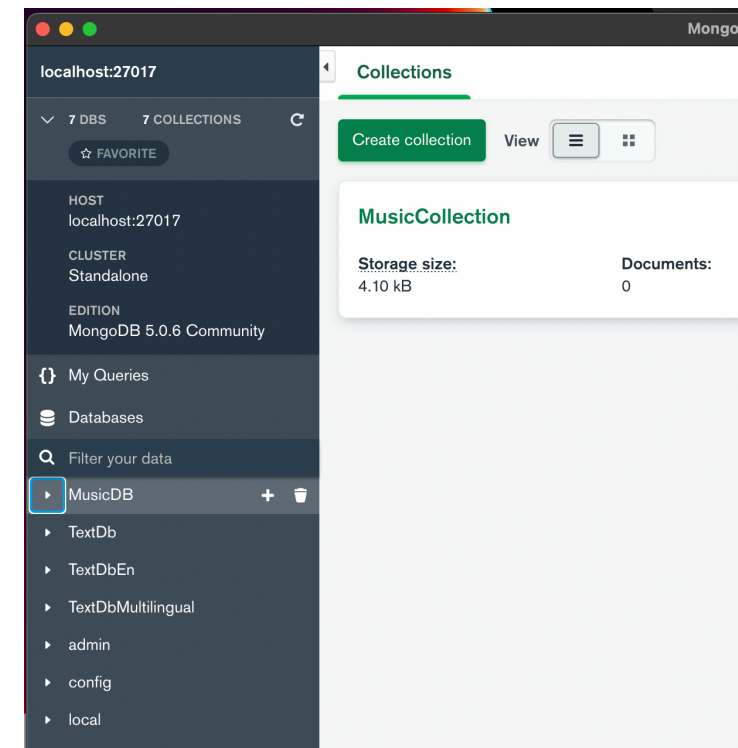 Mongo
localhost:27017
7 DBS 7 COLLECTIONS
FAVORITE
HOST
localhost:27017
CLUSTER
Standalone
EDITION
MongoDB 5.0.6 Community
{} My Queries
Databases
Filter your data
MusicDB
TextDb
TextDbEn
TextDbMultilingual
admin
config
local
Collections
Create collection View
MusicCollection
Storage size: Documents:
4.10 kB 0